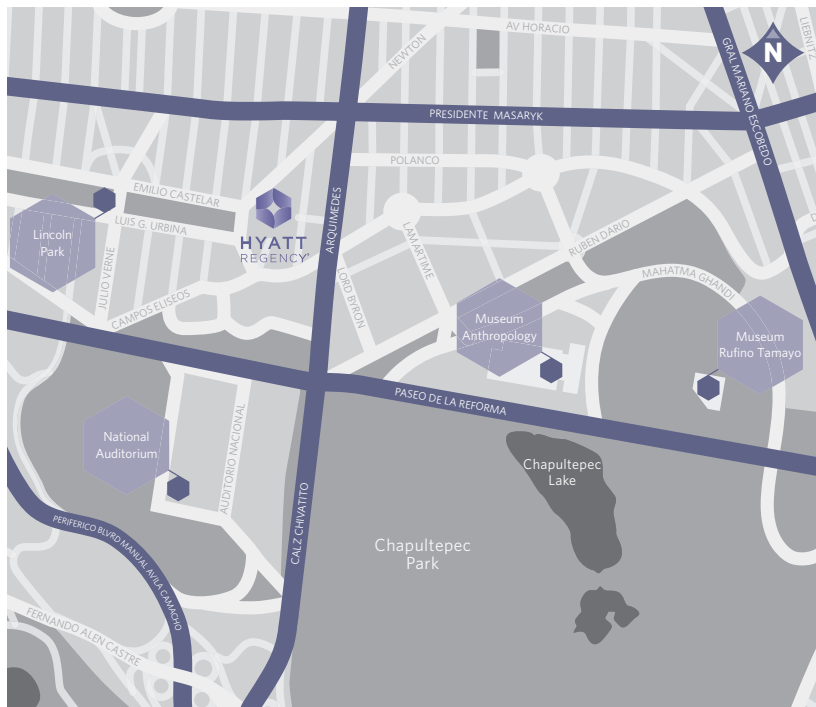 AV HORACIO
LIEBNITZ
NEWTON
GRAL MARIANO ESCOBEDO
N
PRESIDENTE MASARYK
POLANCO
EMILIO CASTELAR
LUIS G. URBINA
ARQUIMEDES
HYATT
REGENCY
Lincoln
Park
JULIO VERNE
CAMPOS ELISEOS
LORD BYRON
LAMARTIME
RUBEN DARIO
MAHATMA GHANDI
Museum
Anthropology
Museum
Rufino Tamayo
PASEO DE LA REFORMA
National
Auditorium
AUDITORIO NACIONAL
Chapultepec
Lake
CALZ CHIVATITO
Chapultepec
Park
PERIFERICO BLVRD MANUAL AVILA CAMACHO
FERNANDO ALEN CASTRE